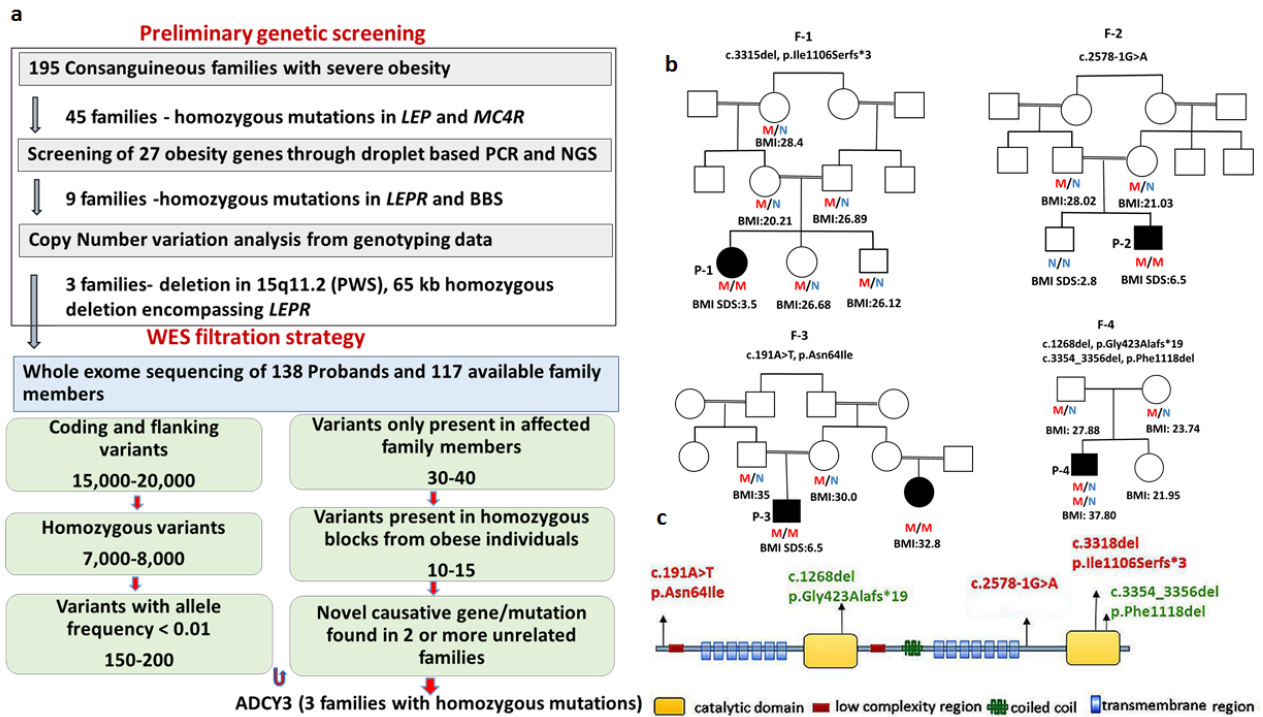 a
Preliminary genetic screening
195 Consanguineous families with severe obesity
45 families - homozygous mutations in LEP and MC4R
Screening of 27 obesity genes through droplet based PCR and NGS
9 families -homozygous mutations in LEPR and BBS
Copy Number variation analysis from genotyping data
3 families- deletion in 15q11.2 (PWS), 65 kb homozygous
deletion encompassing LEPR
WES filtration strategy
Whole exome sequencing of 138 Probands and 117 available family
members
Coding and flanking
variants
15,000-20,000
Homozygous variants
7,000-8,000
Variants with allele
frequency < 0.01
150-200
Variants only present in affected
family members
30-40
Variants present in homozygous
blocks from obese individuals
10-15
Novel causative gene/mutation
found in 2 or more unrelated
families
ADCY3 (3 families with homozygous mutations)
b
F-1
c.3315del, p.Ile1106Serfs*3
M/N
BMI:28.4
M/N
BMI:20.21
M/N
BMI:26.89
P-1
M/M
BMI SDS:3.5
M/N
BMI:26.68
M/N
BMI:26.12
F-2
c.2578-1G>A
M/N
BMI:28.02
M/N
BMI:21.03
P-2
N/N
BMI SDS:2.8
M/M
BMI SDS:6.5
F-3
c.191A>T, p.Asn64Ile
M/N
BMI:35
M/N
BMI:30.0
P-3
M/M
BMI SDS:6.5
M/M
BMI:32.8
F-4
c.1268del, p.Gly423Alafs*19
c.3354_3356del, p.Phe1118del
M/N
BMI: 27.88
M/N
BMI: 23.74
P-4
M/N
M/N
BMI: 37.80
BMI: 21.95
c
c.191A>T
p.Asn64Ile
c.1268del
p.Gly423Alafs*19
c.2578-1G>A
c.3318del
p.Ile1106Serfs*3
c.3354_3356del
p.Phe1118del
catalytic domain
low complexity region
coiled coil
transmembrane region